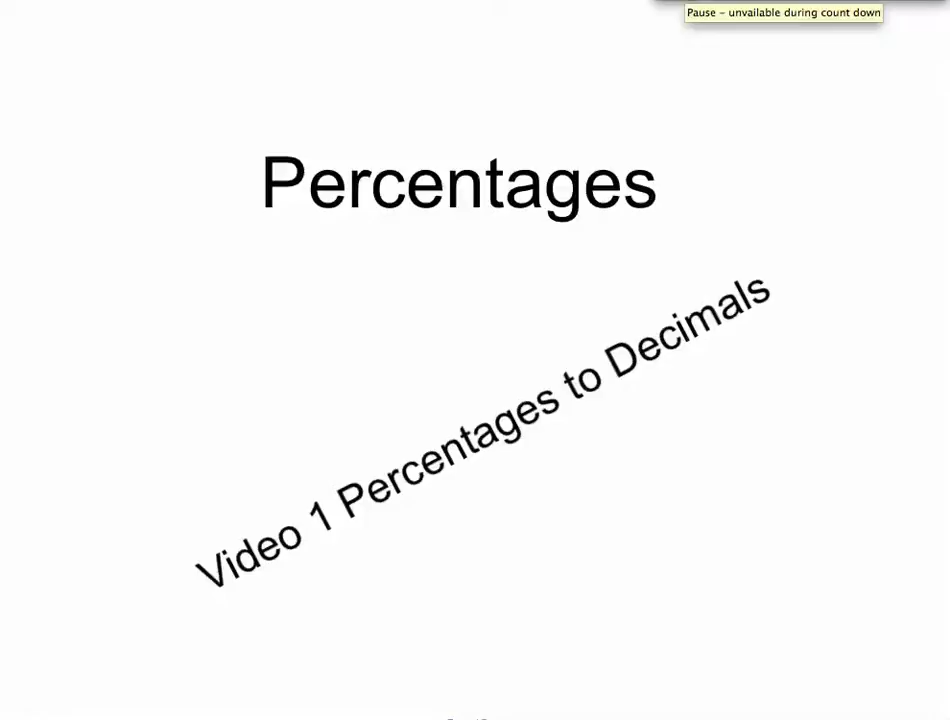 Pause – unvailable during count down
Percentages
Video 1 Percentages to Decimals